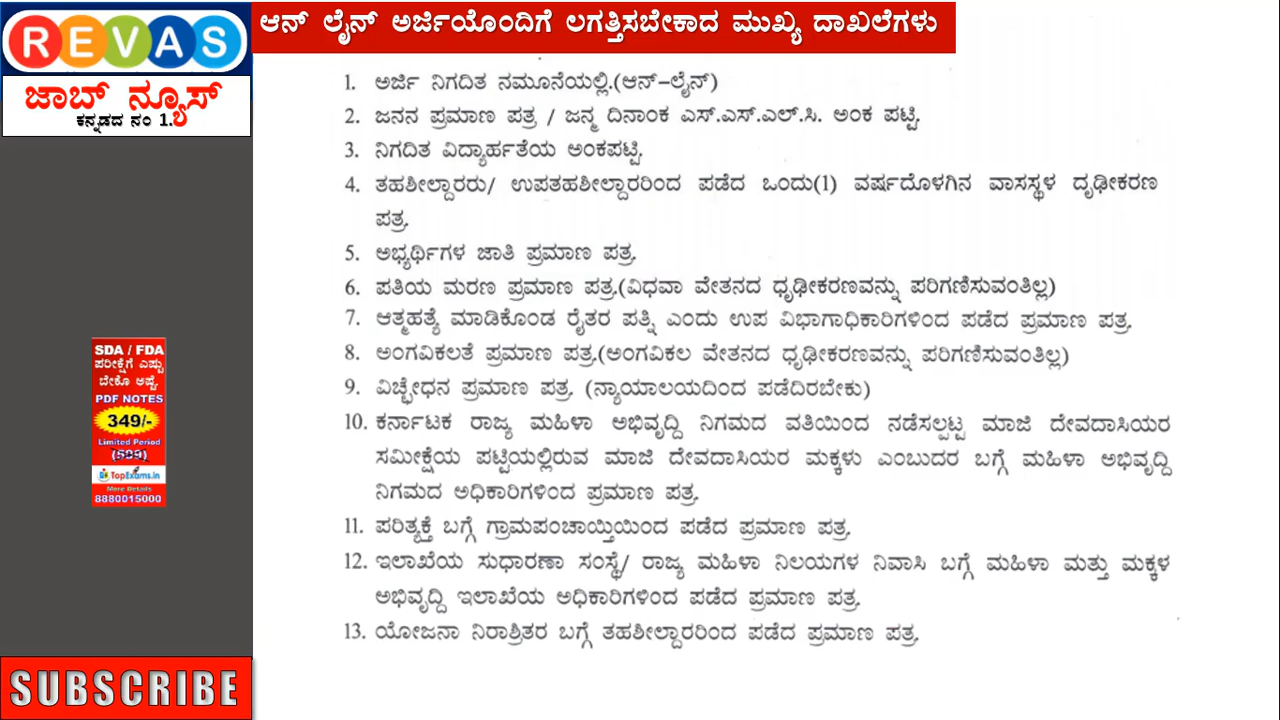 REVAS
ಜಾಬ್ ನ್ಯೂಸ್
ಕನ್ನಡದ ನಂ 1.
ಆನ್ ಲೈನ್ ಅರ್ಜಿಯೊಂದಿಗೆ ಲಗತ್ತಿಸಬೇಕಾದ ಮುಖ್ಯ ದಾಖಲೆಗಳು
1. ಅರ್ಜಿ ನಿಗದಿತ ನಮೂನೆಯಲ್ಲಿ.(ಆನ್-ಲೈನ್)
2. ಜನನ ಪ್ರಮಾಣ ಪತ್ರ / ಜನ್ಮ ದಿನಾಂಕ ಎಸ್.ಎಸ್.ಎಲ್.ಸಿ. ಅಂಕ ಪಟ್ಟಿ.
3. ನಿಗದಿತ ವಿದ್ಯಾರ್ಹತೆಯ ಅಂಕಪಟ್ಟಿ.
4. ತಹಶೀಲ್ದಾರರು/ ಉಪತಹಶೀಲ್ದಾರರಿಂದ ಪಡೆದ ಒಂದು(1) ವರ್ಷದೊಳಗಿನ ವಾಸಸ್ಥಳ ದೃಢೀಕರಣ
ಪತ್ರ.
5. ಅಭ್ಯರ್ಥಿಗಳ ಜಾತಿ ಪ್ರಮಾಣ ಪತ್ರ.
6. ಪತಿಯ ಮರಣ ಪ್ರಮಾಣ ಪತ್ರ.(ವಿಧವಾ ವೇತನದ ಧೃಢೀಕರಣವನ್ನು ಪರಿಗಣಿಸುವಂತಿಲ್ಲ)
7. ಆತ್ಮಹತ್ಯೆ ಮಾಡಿಕೊಂಡ ರೈತರ ಪತ್ನಿ ಎಂದು ಉಪ ವಿಭಾಗಾಧಿಕಾರಿಗಳಿಂದ ಪಡೆದ ಪ್ರಮಾಣ ಪತ್ರ.
8. ಅಂಗವಿಕಲತೆ ಪ್ರಮಾಣ ಪತ್ರ.(ಅಂಗವಿಕಲ ವೇತನದ ಧೃಢೀಕರಣವನ್ನು ಪರಿಗಣಿಸುವಂತಿಲ್ಲ)
9. ವಿಚ್ಛೇಧನ ಪ್ರಮಾಣ ಪತ್ರ. (ನ್ಯಾಯಾಲಯದಿಂದ ಪಡೆದಿರಬೇಕು)
10. ಕರ್ನಾಟಕ ರಾಜ್ಯ ಮಹಿಳಾ ಅಭಿವೃದ್ದಿ ನಿಗಮದ ವತಿಯಿಂದ ನಡೆಸಲ್ಪಟ್ಟ ಮಾಜಿ ದೇವದಾಸಿಯರ
ಸಮೀಕ್ಷೆಯ ಪಟ್ಟಿಯಲ್ಲಿರುವ ಮಾಜಿ ದೇವದಾಸಿಯರ ಮಕ್ಕಳು ಎಂಬುದರ ಬಗ್ಗೆ ಮಹಿಳಾ ಅಭಿವೃದ್ದಿ
ನಿಗಮದ ಅಧಿಕಾರಿಗಳಿಂದ ಪ್ರಮಾಣ ಪತ್ರ.
11. ಪರಿತ್ಯಕ್ತೆ ಬಗ್ಗೆ ಗ್ರಾಮಪಂಚಾಯ್ತಿಯಿಂದ ಪಡೆದ ಪ್ರಮಾಣ ಪತ್ರ.
12. ಇಲಾಖೆಯ ಸುಧಾರಣಾ ಸಂಸ್ಥೆ/ ರಾಜ್ಯ ಮಹಿಳಾ ನಿಲಯಗಳ ನಿವಾಸಿ ಬಗ್ಗೆ ಮಹಿಳಾ ಮತ್ತು ಮಕ್ಕಳ
ಅಭಿವೃದ್ದಿ ಇಲಾಖೆಯ ಅಧಿಕಾರಿಗಳಿಂದ ಪಡೆದ ಪ್ರಮಾಣ ಪತ್ರ.
13. ಯೋಜನಾ ನಿರಾಶ್ರಿತರ ಬಗ್ಗೆ ತಹಶೀಲ್ದಾರರಿಂದ ಪಡೆದ ಪ್ರಮಾಣ ಪತ್ರ.
SDA / FDA
ಪರೀಕ್ಷೆಗೆ ಎಷ್ಟು
ಬೇಕೊ ಅಷ್ಟೆ.
PDF NOTES
349/-
Limited Period
(599)
TopExams.in
More Details
8880015000
SUBSCRIBE